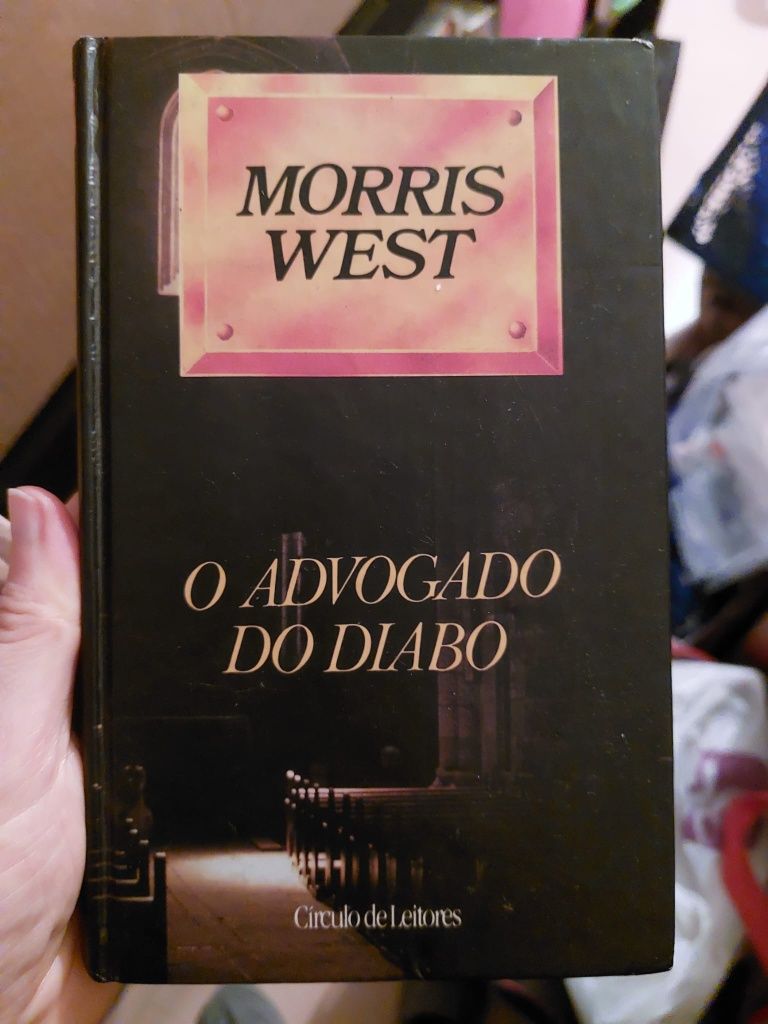 MORRIS
WEST
O ADVOGADO
DO DIABO
Círculo de Leitores